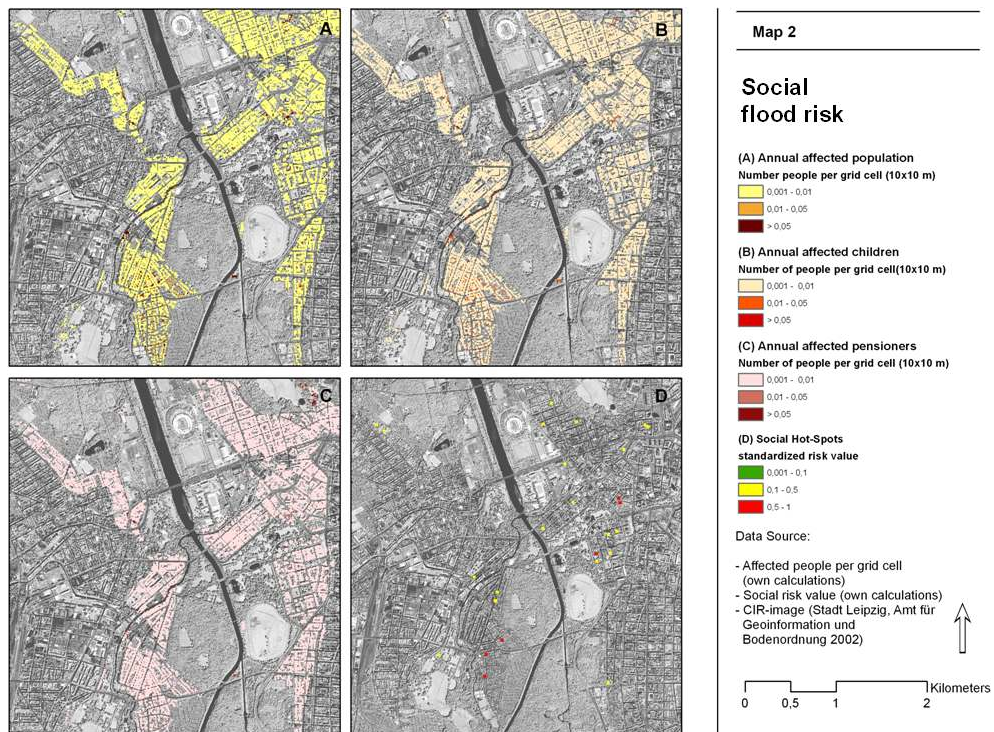 A
B
C
D
Map 2
Social
flood risk
(A) Annual affected population
Number people per grid cell (10x10 m)
0,001 - 0,01
0,01 - 0,05
> 0,05
(B) Annual affected children
Number of people per grid cell(10x10 m)
0,001 - 0,01
0,01 - 0,05
> 0,05
(C) Annual affected pensioners
Number of people per grid cell (10x10 m)
0,001 - 0,01
0,01 - 0,05
> 0,05
(D) Social Hot-Spots
standardized risk value
0,001 - 0,1
0,1 - 0,5
0,5 - 1
Data Source:
- Affected people per grid cell
(own calculations)
- Social risk value (own calculations)
- CIR-image (Stadt Leipzig, Amt für
Geoinformation und
Bodenordnung 2002)
Kilometers
0 0,5 1 2